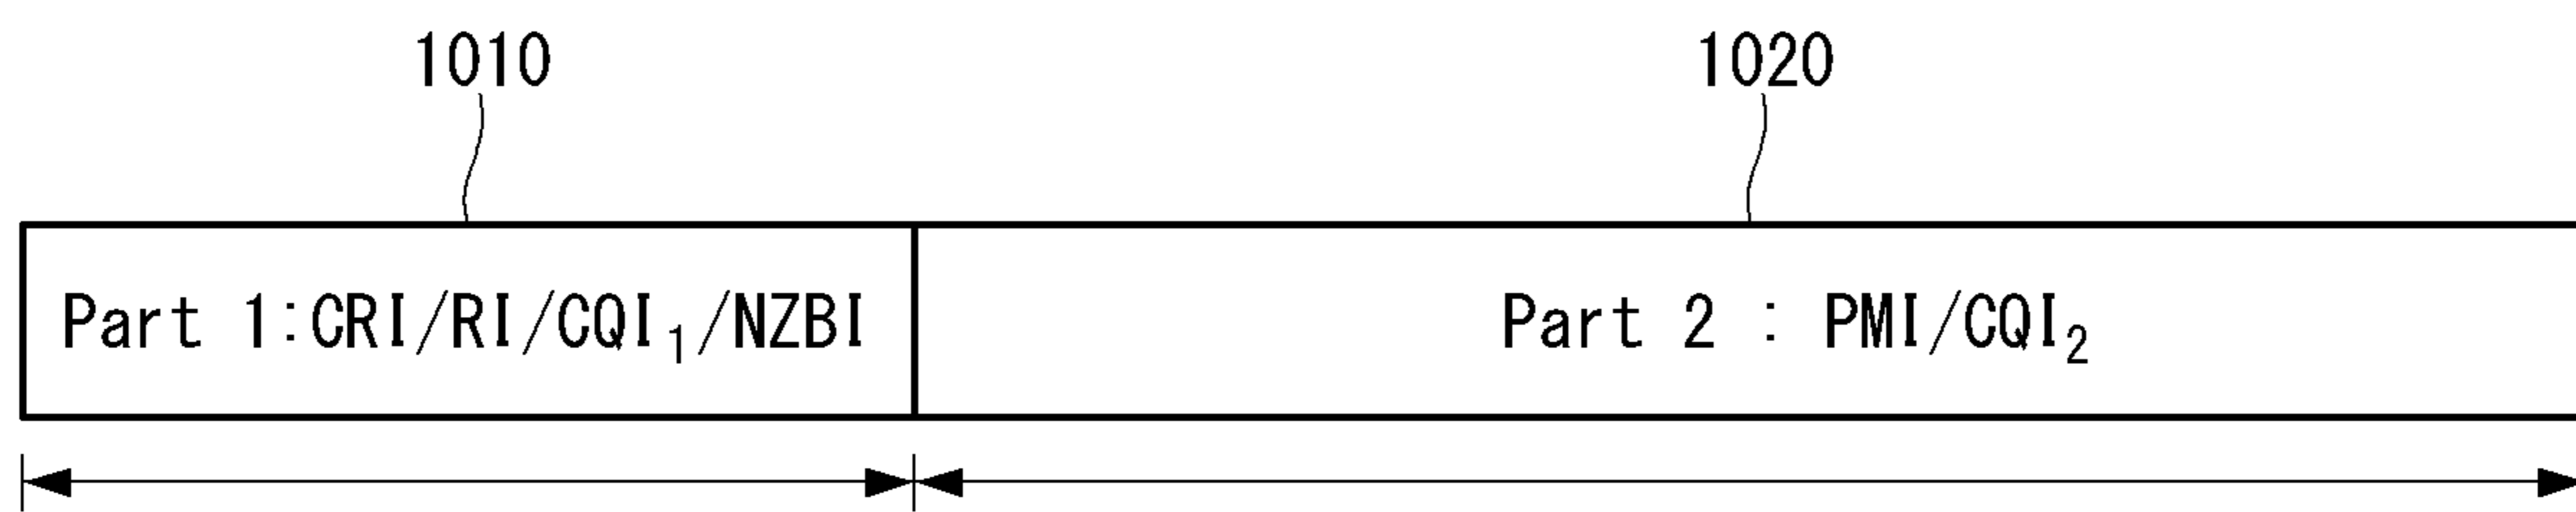 1010 1020
Part 1:CRI/RI/CQI₁/NZBI Part 2 : PMI/CQI₂